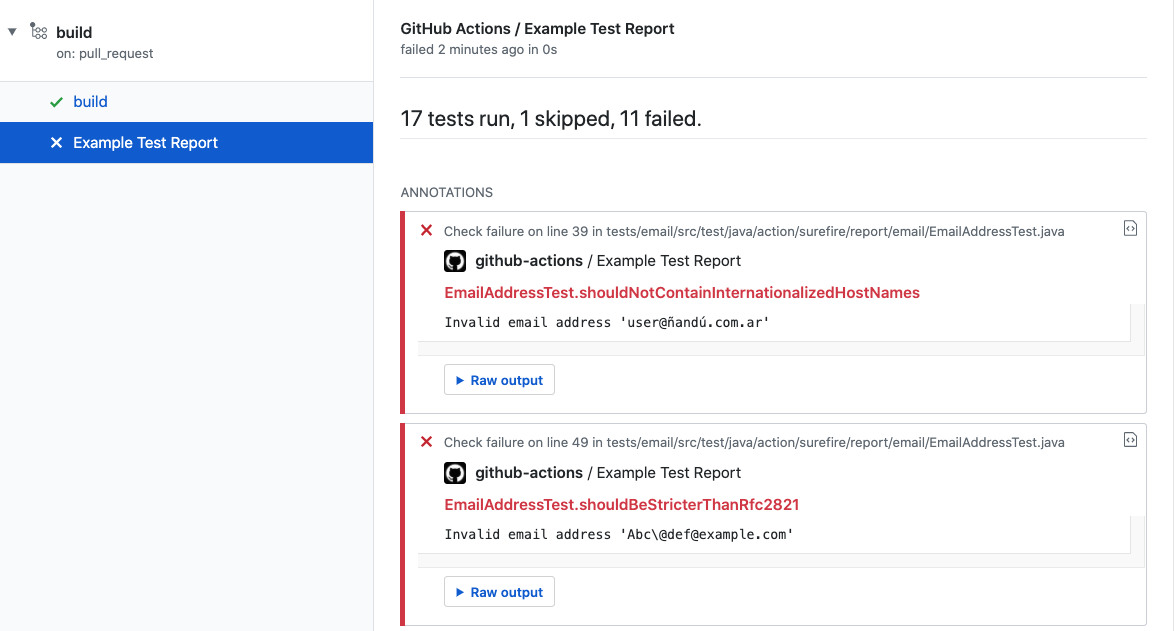 build
on: pull_request
build
Example Test Report
GitHub Actions / Example Test Report
failed 2 minutes ago in 0s
17 tests run, 1 skipped, 11 failed.
ANNOTATIONS
Check failure on line 39 in tests/email/src/test/java/action/surefire/report/email/EmailAddressTest.java
github-actions / Example Test Report
EmailAddressTest.shouldNotContainInternationalizedHostNames
Invalid email address 'user@ñandú.com.ar'
Raw output
Check failure on line 49 in tests/email/src/test/java/action/surefire/report/email/EmailAddressTest.java
github-actions / Example Test Report
EmailAddressTest.shouldBeStricterThanRfc2821
Invalid email address 'Abc\@def@example.com'
Raw output